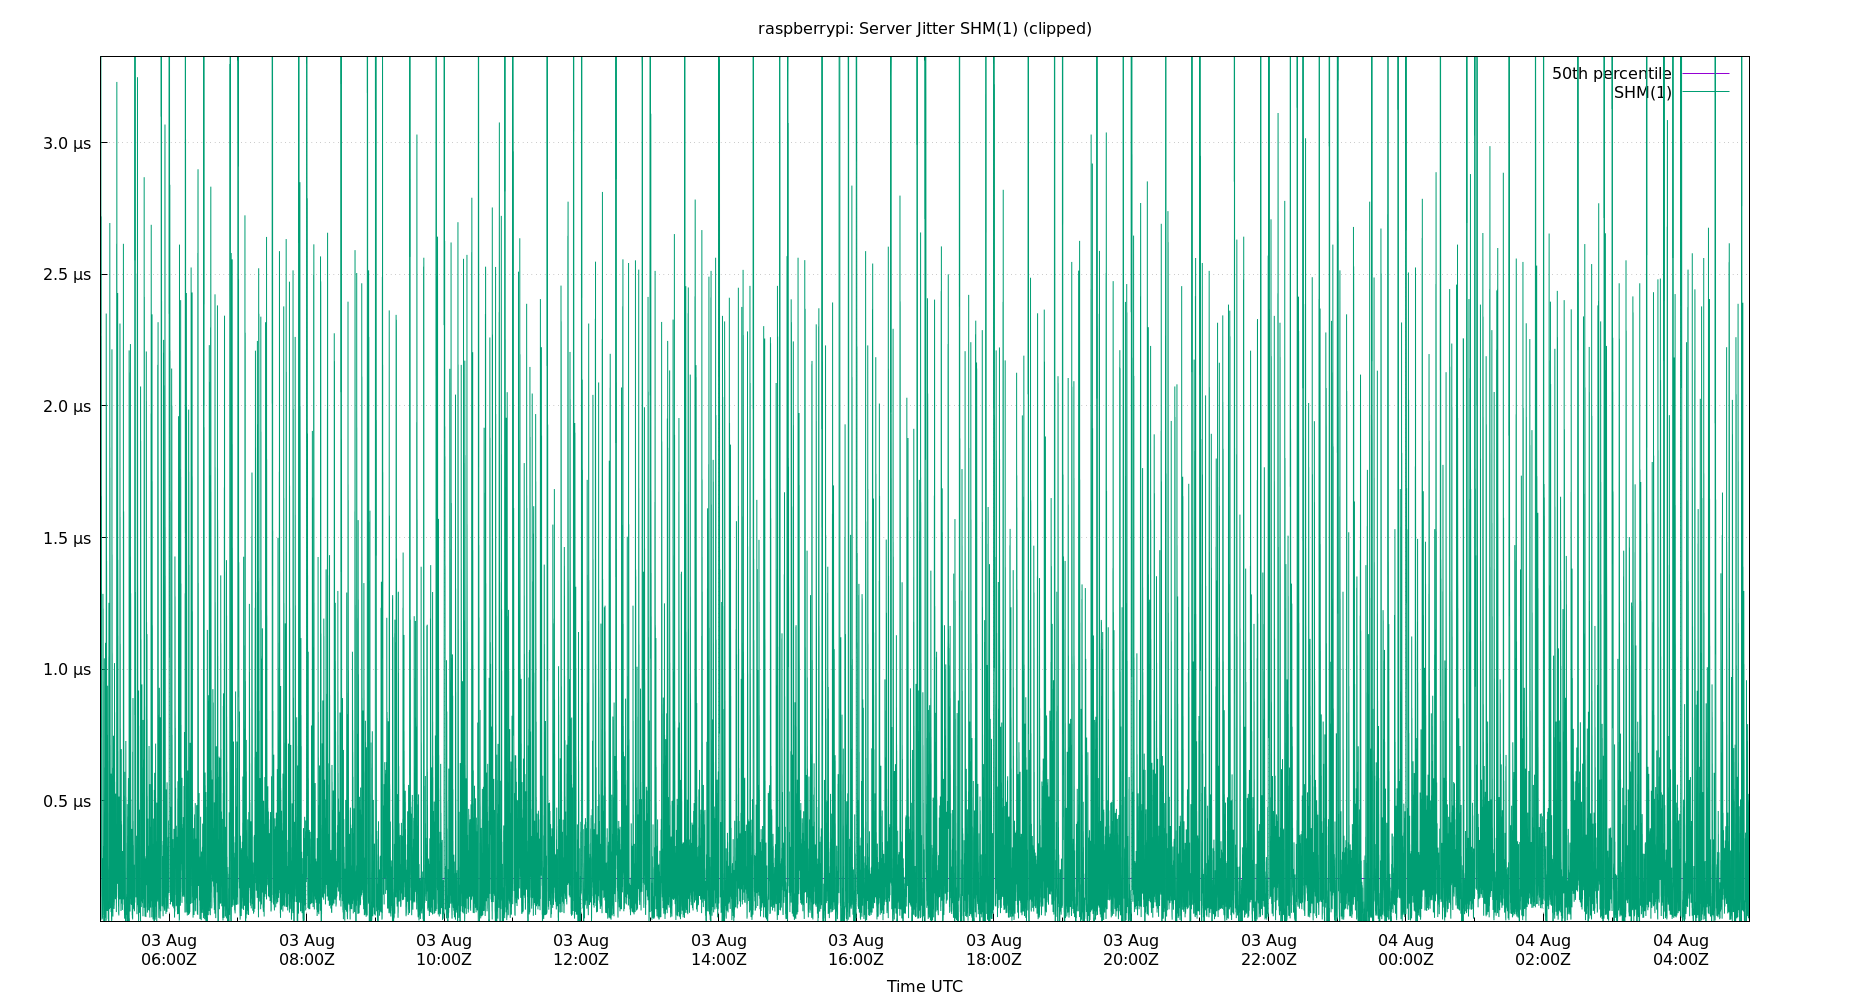 raspberrypi: Server Jitter SHM(1) (clipped)
50th percentile
SHM(1)
3.0 µs
2.5 µs
2.0 µs
1.5 µs
1.0 µs
0.5 µs
03 Aug 03 Aug 03 Aug 03 Aug 03 Aug 03 Aug 03 Aug 03 Aug 03 Aug 04 Aug 04 Aug 04 Aug
06:00Z 08:00Z 10:00Z 12:00Z 14:00Z 16:00Z 18:00Z 20:00Z 22:00Z 00:00Z 02:00Z 04:00Z
Time UTC